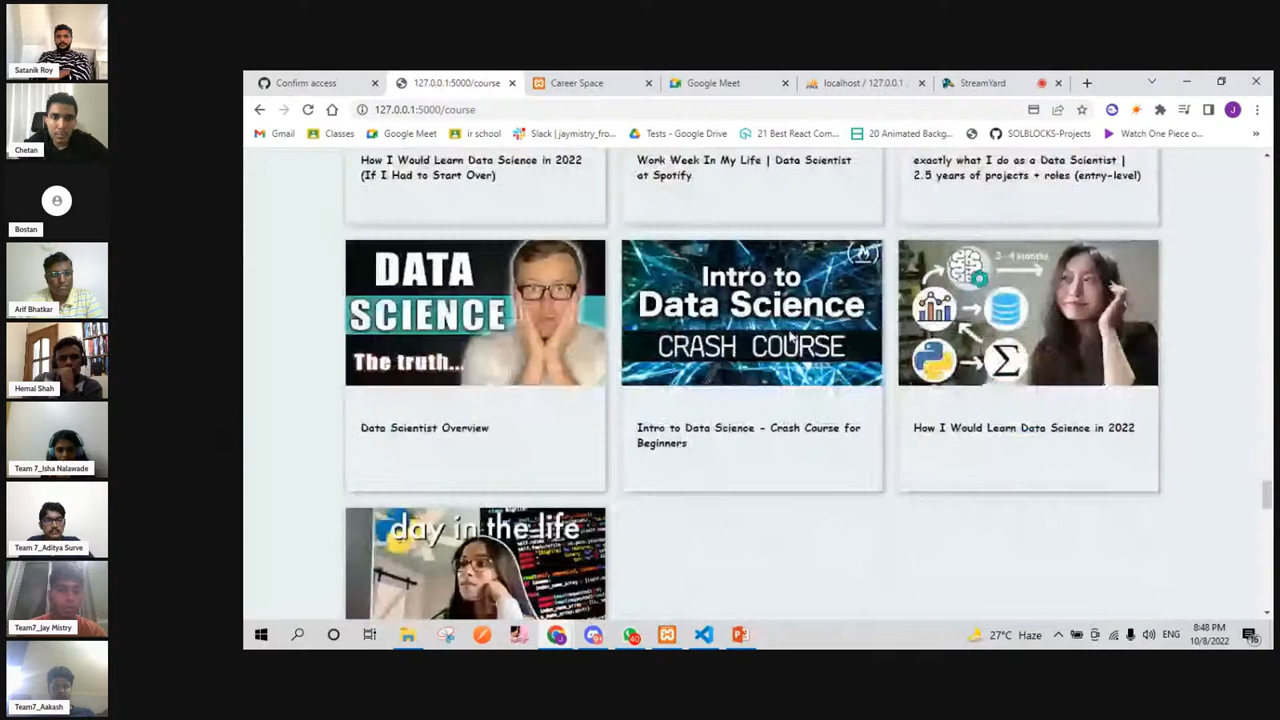 Satanik Roy
Chetan
Bostan
Arif Bhatkar
Hemal Shah
Team 7_Isha Nalawade
Team 7_Aditya Surve
Team7_Jay Mistry
Team7_Aakash
Confirm access
127.0.0.1:5000/course
Career Space
Google Meet
localhost / 127.0.0.1
StreamYard
127.0.0.1:5000/course
J
Gmail
Classes
Google Meet
ir school
Slack | jaymistry_fro...
Tests - Google Drive
21 Best React Com...
20 Animated Backg...
SOLBLOCKS-Projects
Watch One Piece o...
How I Would Learn Data Science in 2022
(If I Had to Start Over)
Work Week In My Life | Data Scientist
at Spotify
exactly what I do as a Data Scientist |
2.5 years of projects + roles (entry-level)
DATA
SCIENCE
The truth...
Data Scientist Overview
Intro to
Data Science
CRASH COURSE
Intro to Data Science - Crash Course for
Beginners
2-4 months
Σ
How I Would Learn Data Science in 2022
day in the life
27°C Haze
ENG
8:48 PM
10/8/2022